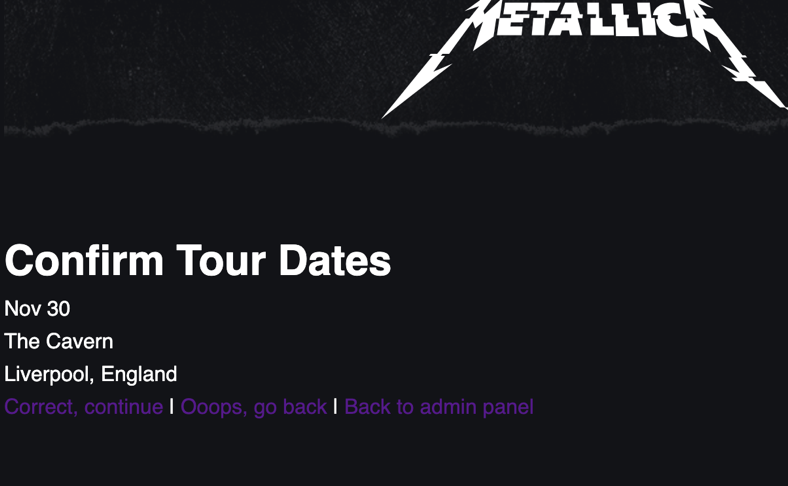 METALLICA
Confirm Tour Dates
Nov 30
The Cavern
Liverpool, England
Correct, continue | Ooops, go back | Back to admin panel